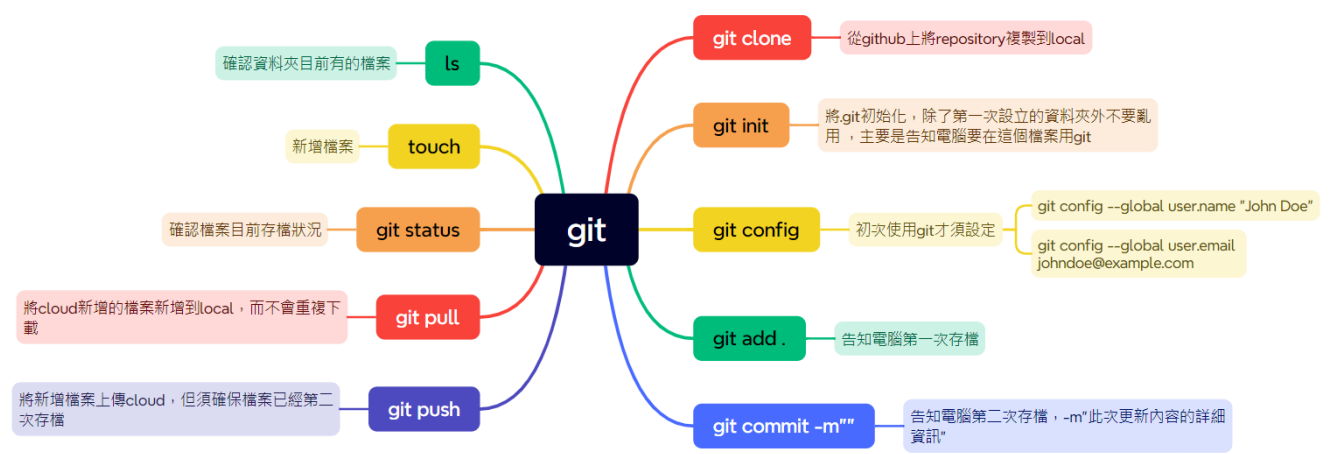 git
git clone
從github上將repository複製到local
git init
將.git初始化，除了第一次設立的資料夾外不要亂
用 ，主要是告知電腦要在這個檔案用git
git config
初次使用git才須設定
git config --global user.name "John Doe"
git config --global user.email
johndoe@example.com
git add .
告知電腦第一次存檔
git commit -m""
告知電腦第二次存檔，-m"此次更新內容的詳細
資訊"
ls
確認資料夾目前有的檔案
touch
新增檔案
git status
確認檔案目前存檔狀況
git pull
將cloud新增的檔案新增到local，而不會重複下
載
git push
將新增檔案上傳cloud，但須確保檔案已經第二
次存檔